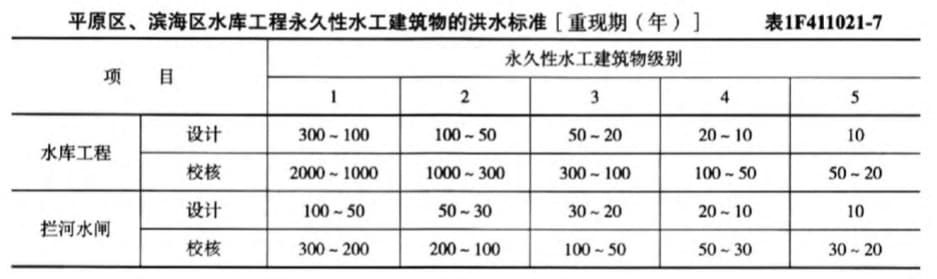 平原区、滨海区水库工程永久性水工建筑物的洪水标准 [ 重现期 ( 年 ) ] 表1F411021-7
项 目 永久性水工建筑物级别
1 2 3 4 5
水库工程 设计 300 ~ 100 100 ~ 50 50 ~ 20 20 ~ 10 10
校核 2000 ~ 1000 1000 ~ 300 300 ~ 100 100 ~ 50 50 ~ 20
拦河水闸 设计 100 ~ 50 50 ~ 30 30 ~ 20 20 ~ 10 10
校核 300 ~ 200 200 ~ 100 100 ~ 50 50 ~ 30 30 ~ 20